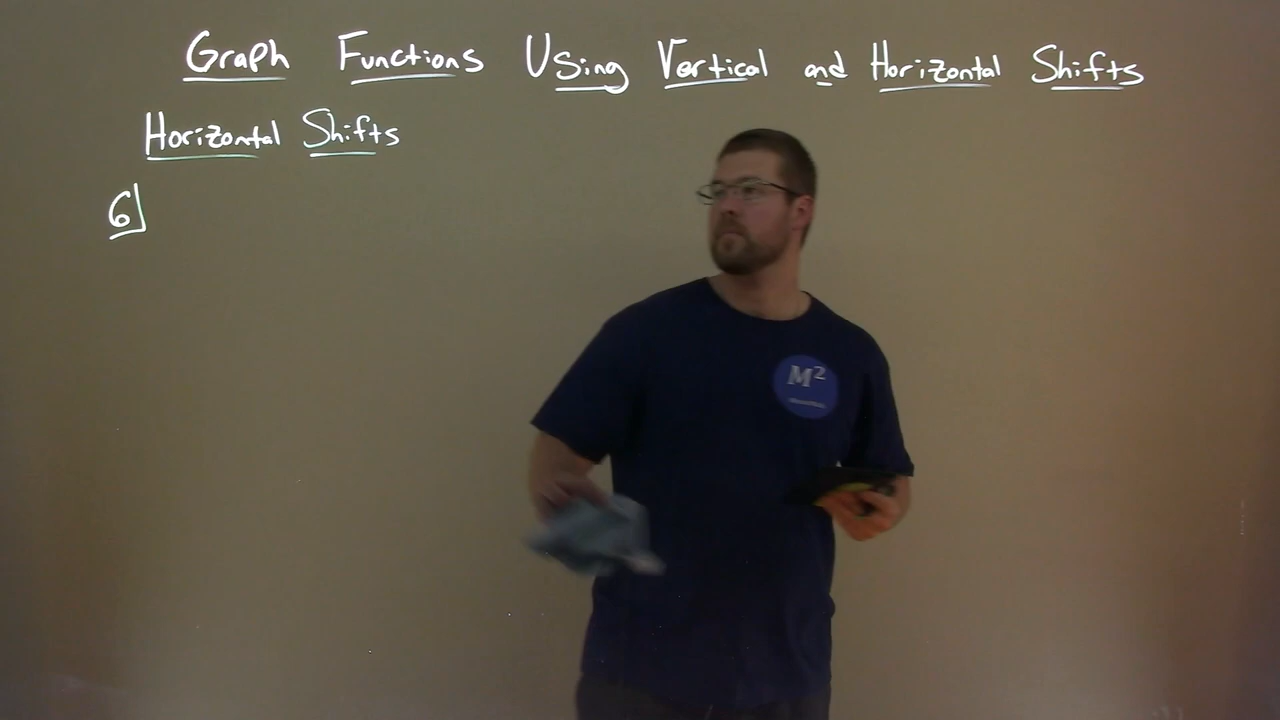 Graph Functions Using Vertical and Horizontal Shifts
Horizontal Shifts
6]
M²